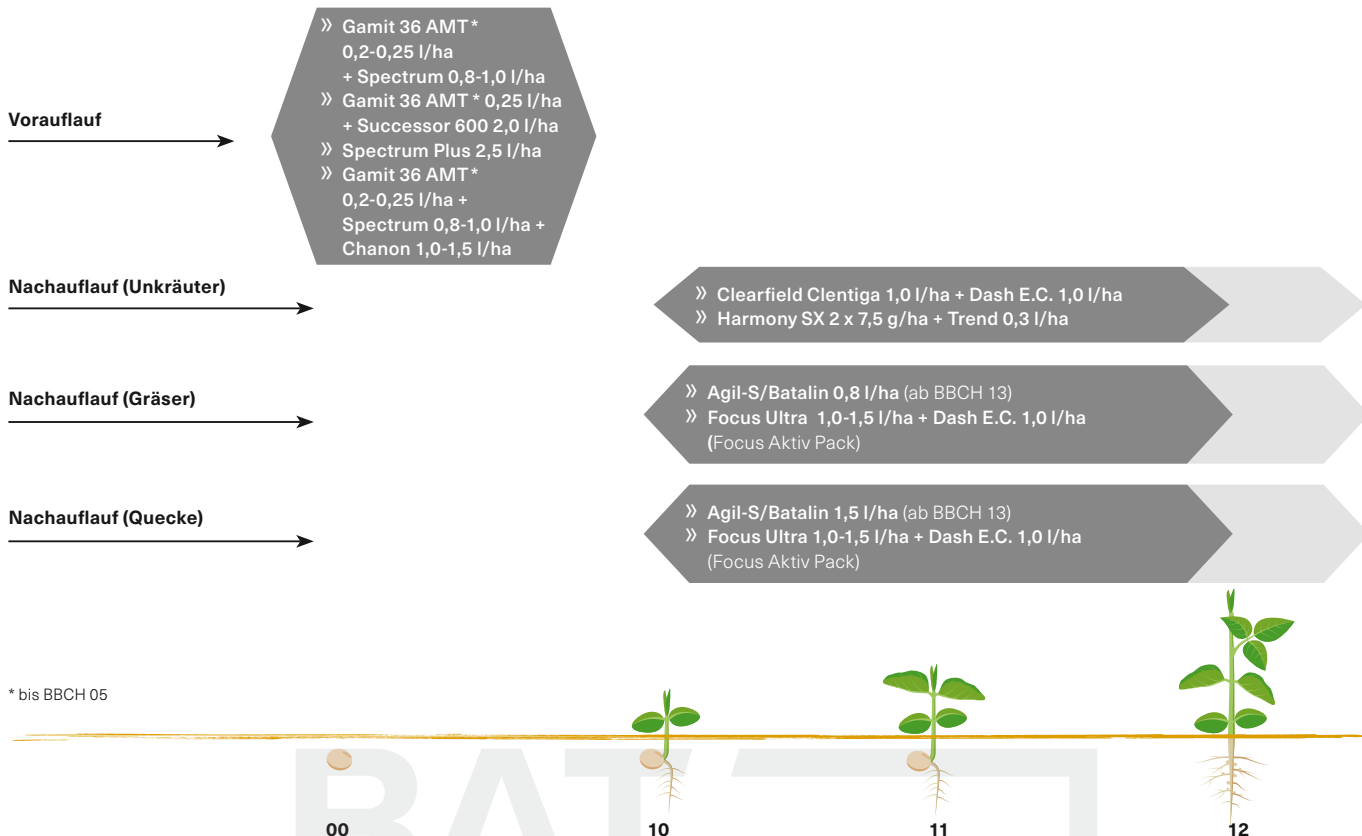 Vorauflauf
» Gamit 36 AMT *
0,2-0,25 l/ha
+ Spectrum 0,8-1,0 l/ha
» Gamit 36 AMT * 0,25 l/ha
+ Successor 600 2,0 l/ha
» Spectrum Plus 2,5 l/ha
» Gamit 36 AMT *
0,2-0,25 l/ha +
Spectrum 0,8-1,0 l/ha +
Chanon 1,0-1,5 l/ha
Nachauflauf (Unkräuter)
» Clearfield Clentiga 1,0 l/ha + Dash E.C. 1,0 l/ha
» Harmony SX 2 x 7,5 g/ha + Trend 0,3 l/ha
Nachauflauf (Gräser)
» Agil-S/Batalin 0,8 l/ha (ab BBCH 13)
» Focus Ultra 1,0-1,5 l/ha + Dash E.C. 1,0 l/ha
(Focus Aktiv Pack)
Nachauflauf (Quecke)
» Agil-S/Batalin 1,5 l/ha (ab BBCH 13)
» Focus Ultra 1,0-1,5 l/ha + Dash E.C. 1,0 l/ha
(Focus Aktiv Pack)
* bis BBCH 05
BAT
00 10 11 12